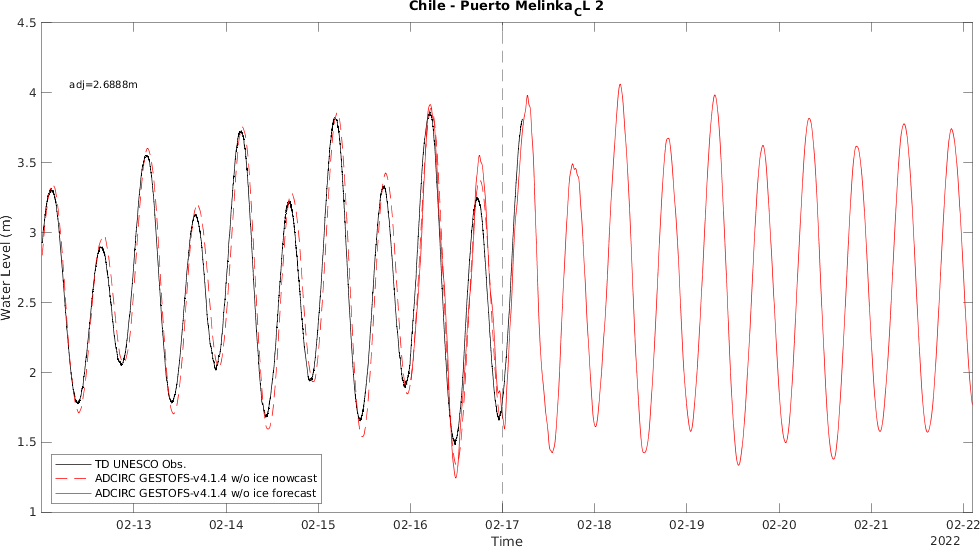 Chile - Puerto Melinka_CL 2
4.5
4
3.5
3
2.5
2
1.5
1
Water Level (m)
adj=2.6888m
TD UNESCO Obs.
ADCIRC GESTOFS-v4.1.4 w/o ice nowcast
ADCIRC GESTOFS-v4.1.4 w/o ice forecast
02-13 02-14 02-15 02-16 02-17 02-18 02-19 02-20 02-21 02-22
Time
2022